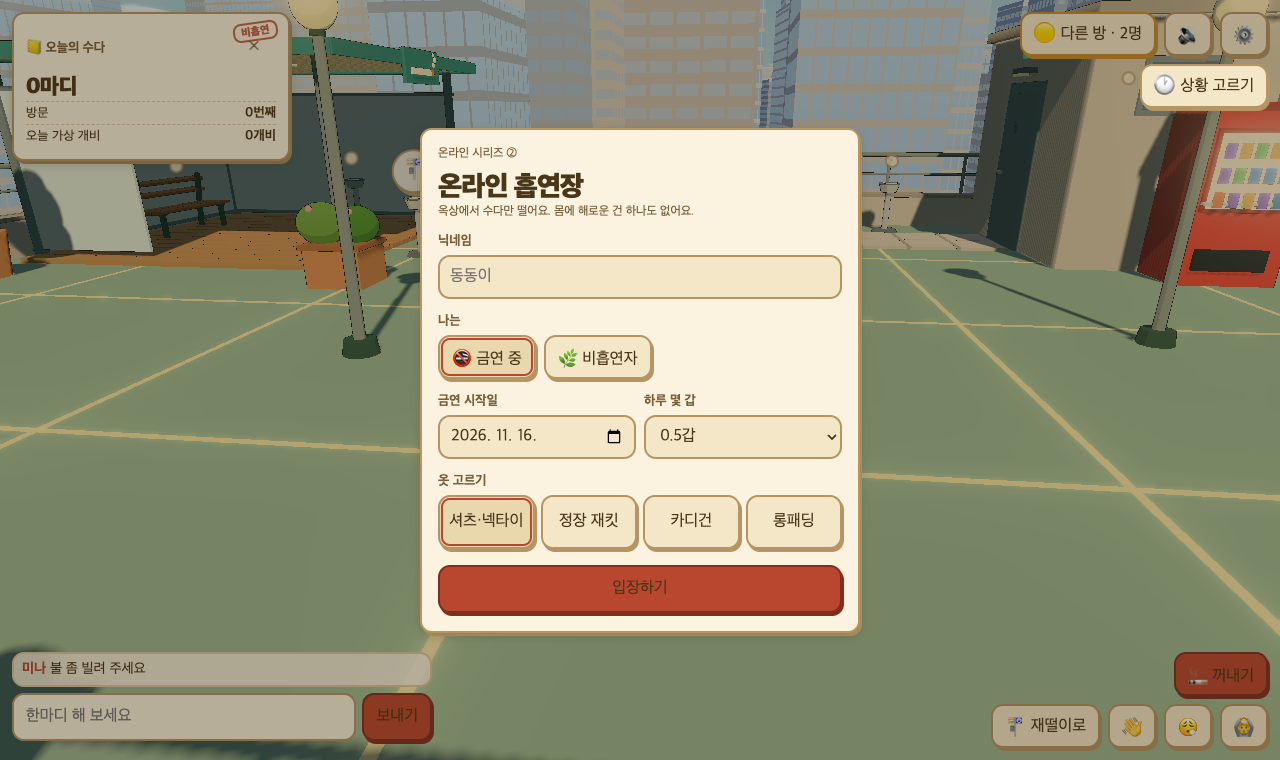 비흡연
오늘의 수다
0마디
방문 0번째
오늘 가상 개비 0개비
다른 방 · 2명
상황 고르기
온라인 시리즈 ②
온라인 흡연장
옥상에서 수다만 떨어요. 몸에 해로운 건 하나도 없어요.
닉네임
동동이
나는
금연 중 비흡연자
금연 시작일 하루 몇 갑
2026. 11. 16. 0.5갑
옷 고르기
셔츠·넥타이 정장 재킷 카디건 롱패딩
입장하기
미나 불 좀 빌려 주세요
한마디 해 보세요 보내기
꺼내기
재떨이로